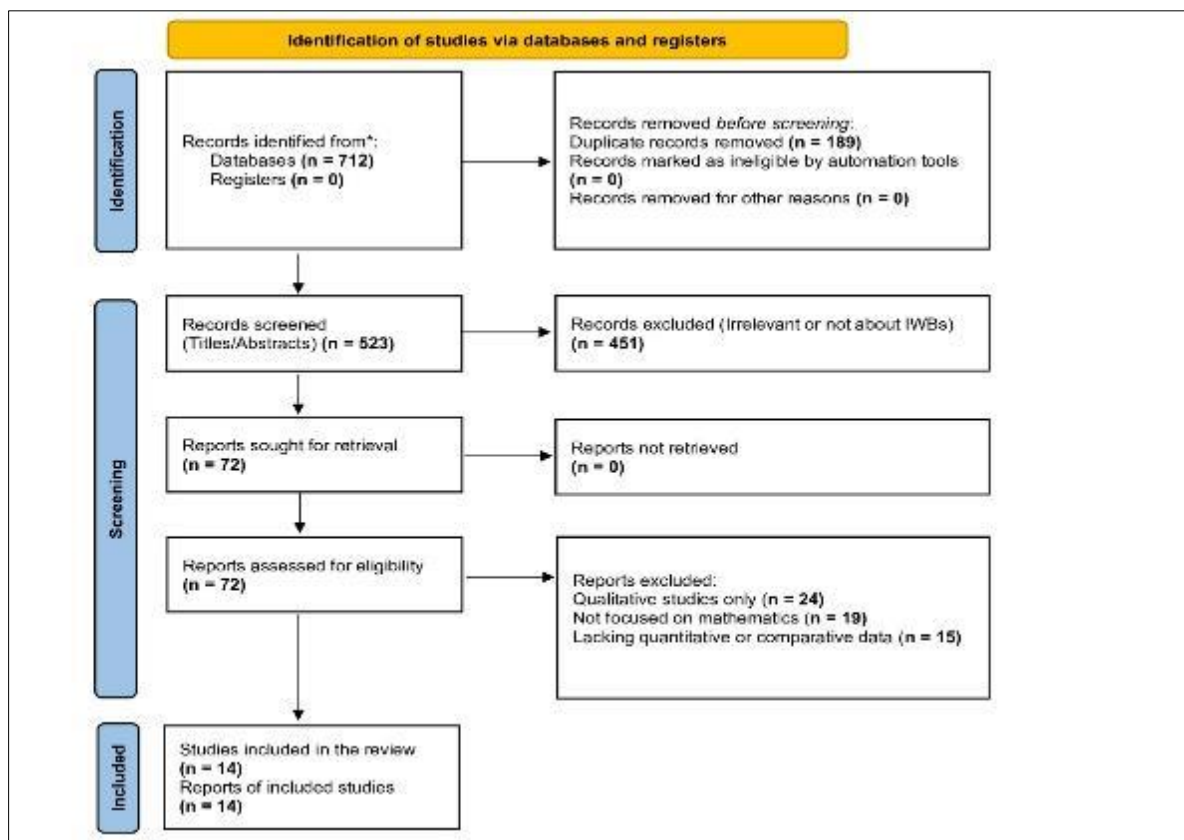 Identification of studies via databases and registers
Identification
Records identified from*:
Databases (n = 712)
Registers (n = 0)
Records removed before screening:
Duplicate records removed (n = 189)
Records marked as ineligible by automation tools
(n = 0)
Records removed for other reasons (n = 0)
Screening
Records screened
(Titles/Abstracts) (n = 523)
Records excluded (Irrelevant or not about IWBs)
(n = 451)
Reports sought for retrieval
(n = 72)
Reports not retrieved
(n = 0)
Reports assessed for eligibility
(n = 72)
Reports excluded:
Qualitative studies only (n = 24)
Not focused on mathematics (n = 19)
Lacking quantitative or comparative data (n = 15)
Included
Studies included in the review
(n = 14)
Reports of included studies
(n = 14)